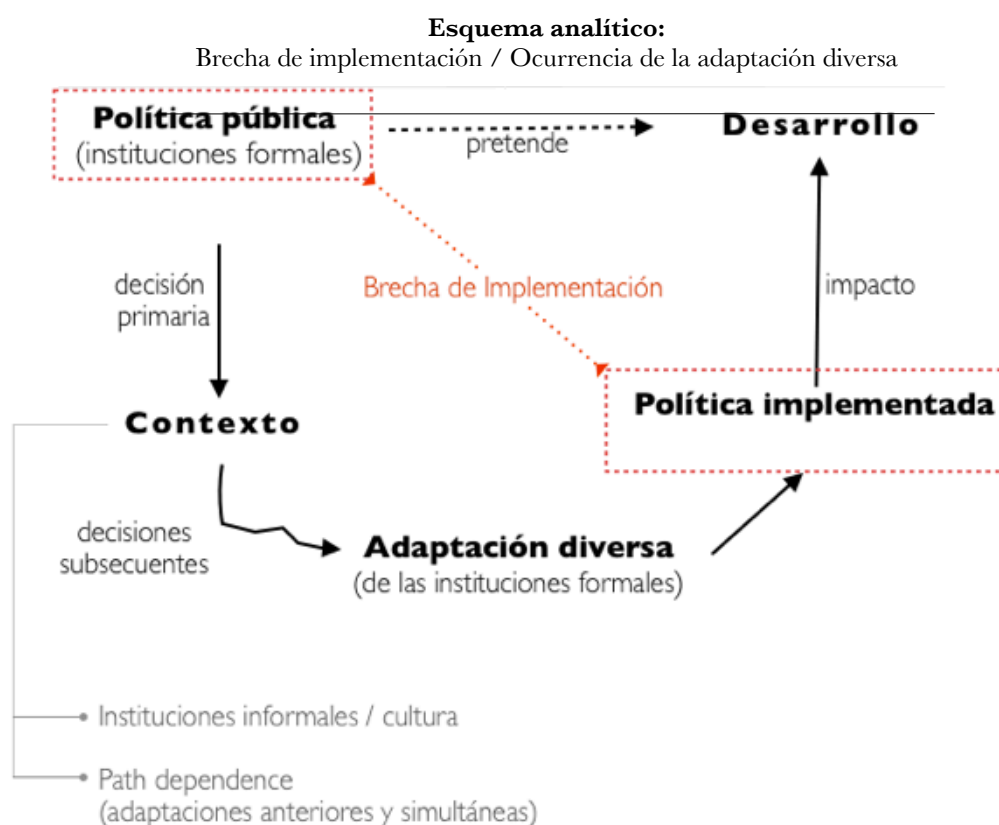 Esquema analítico:
Brecha de implementación / Ocurrencia de la adaptación diversa
Política pública
(instituciones formales)
pretende
Desarrollo
decisión
primaria
Brecha de Implementación
impacto
Contexto
Política implementada
decisiones
subsecuentes
Adaptación diversa
(de las instituciones formales)
Instituciones informales / cultura
Path dependence
(adaptaciones anteriores y simultáneas)